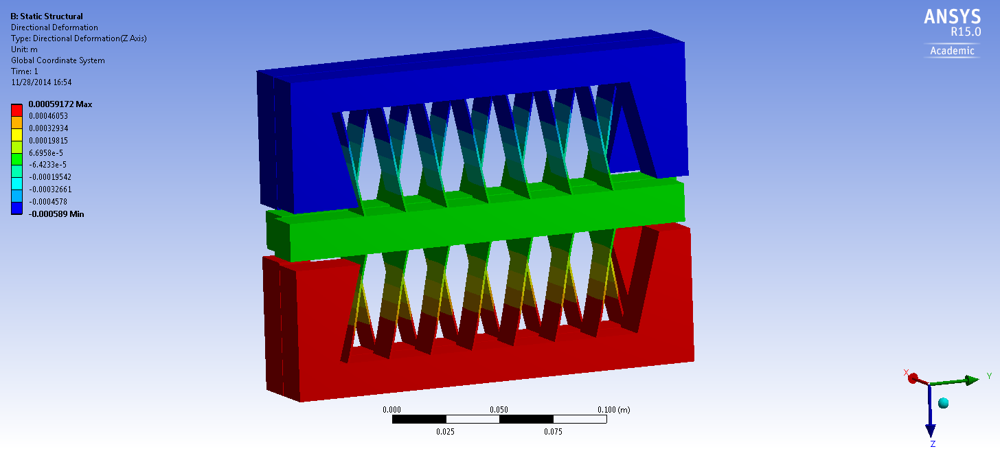 B: Static Structural
Directional Deformation
Type: Directional Deformation(Z Axis)
Unit: m
Global Coordinate System
Time: 1
11/28/2014 16:54
0.00059172 Max
0.00046053
0.00032934
0.00019815
6.6958e-5
-6.4233e-5
-0.00019542
-0.00032661
-0.0004578
-0.000589 Min
ANSYS
R15.0
Academic
0.000 0.050 0.100 (m)
0.025 0.075
X
Y
Z